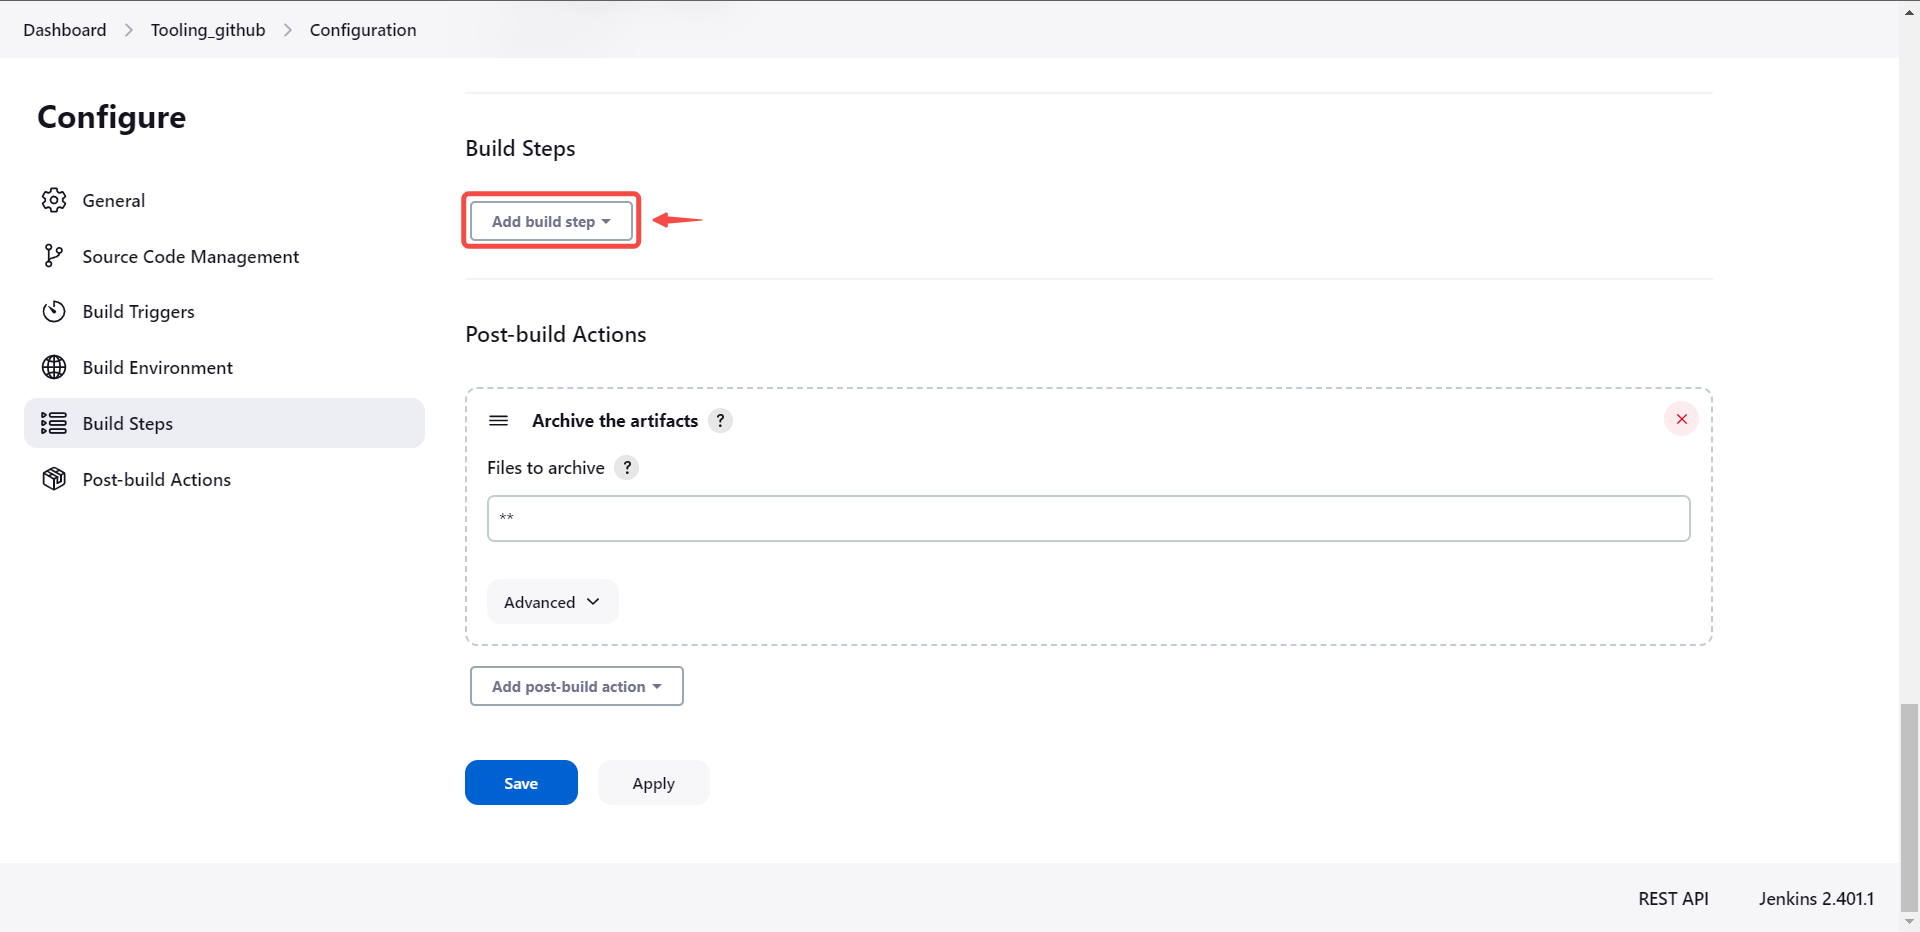 Dashboard
Tooling_github
Configuration
Configure
General
Source Code Management
Build Triggers
Build Environment
Build Steps
Post-build Actions
Build Steps
Add build step
Post-build Actions
Archive the artifacts ?
Files to archive ?
**
Advanced
Add post-build action
Save
Apply
REST API
Jenkins 2.401.1